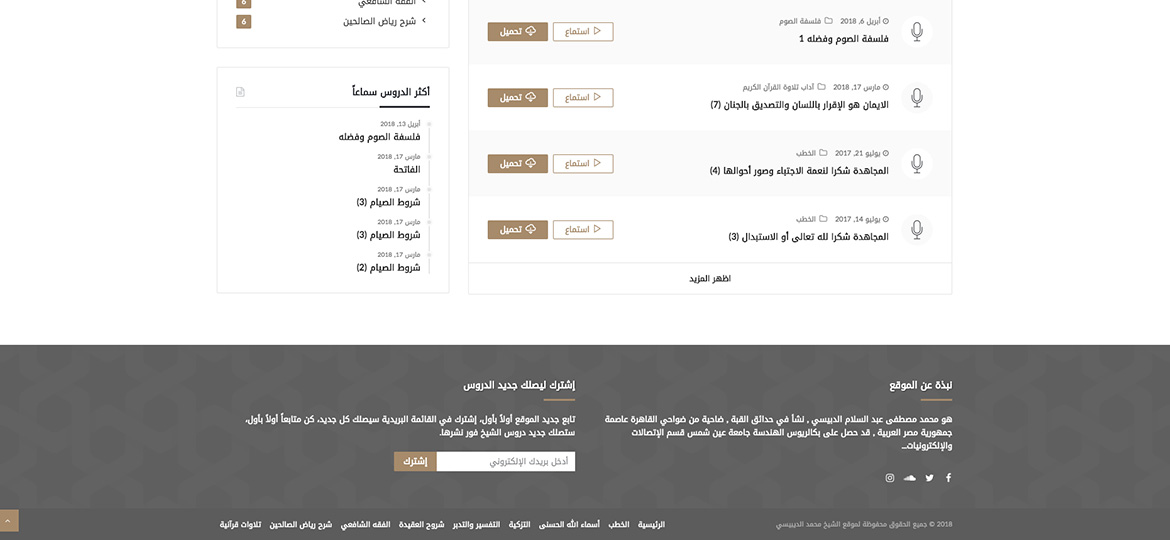 أبريل 6, 2018 فلسفة الصوم
فلسفة الصوم وفضله 1
استماع
تحميل
مارس 17, 2018 آداب تلاوة القرآن الكريم
الايمان هو الإقرار باللسان والتصديق بالجنان (7)
استماع
تحميل
يوليو 21, 2017 الخطب
المجاهدة شكرا لنعمة الاجتباء وصور أحوالها (4)
استماع
تحميل
يوليو 14, 2017 الخطب
المجاهدة شكرا لله تعالى أو الاستبدال (3)
استماع
تحميل
اظهر المزيد
الفقه الشافعي 6
شرح رياض الصالحين 6
أكثر الدروس سماعاً
أبريل 13, 2018
فلسفة الصوم وفضله
مارس 17, 2018
الفاتحة
مارس 17, 2018
شروط الصيام (3)
مارس 17, 2018
شروط الصيام (3)
مارس 17, 2018
شروط الصيام (2)
نبذة عن الموقع
هو محمد مصطفى عبد السلام الدبيسي , نشأ في حدائق القبة , ضاحية من ضواحي القاهرة عاصمة
جمهورية مصر العربية , قد حصل على بكالريوس الهندسة جامعة عين شمس قسم الإتصالات
والإلكترونيات...
إشترك ليصلك جديد الدروس
تابع جديد الموقع أولاً بأول، إشترك في القائمة البريدية سيصلك كل جديد، كن متابعاً أولاً بأول،
ستصلك جديد دروس الشيخ فور نشرها.
أدخل بريدك الإلكتروني
إشترك
2018 © جميع الحقوق محفوظة لموقع الشيخ محمد الدبيسي
الرئيسية الخطب أسماء الله الحسنى التزكية التفسير والتدبر شروح العقيدة الفقه الشافعي شرح رياض الصالحين تلاوات قرآنية